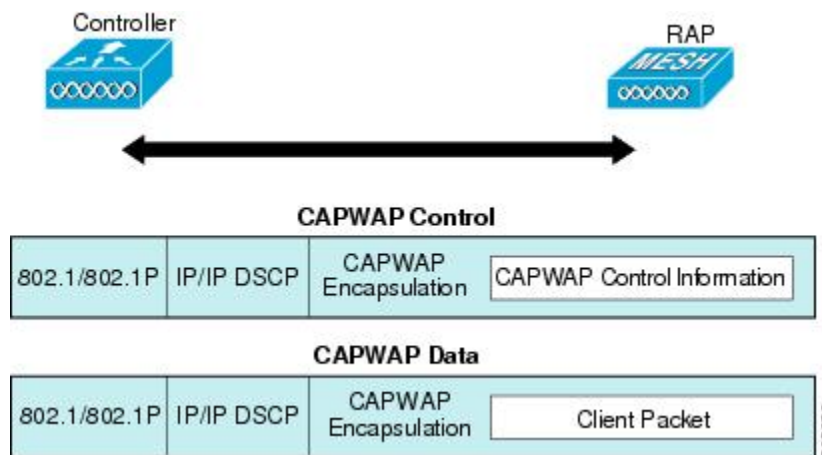 Controller
RAP
MESH
CAPWAP Control
802.1/802.1P IP/IP DSCP CAPWAP Encapsulation CAPWAP Control Information
CAPWAP Data
802.1/802.1P IP/IP DSCP CAPWAP Encapsulation Client Packet